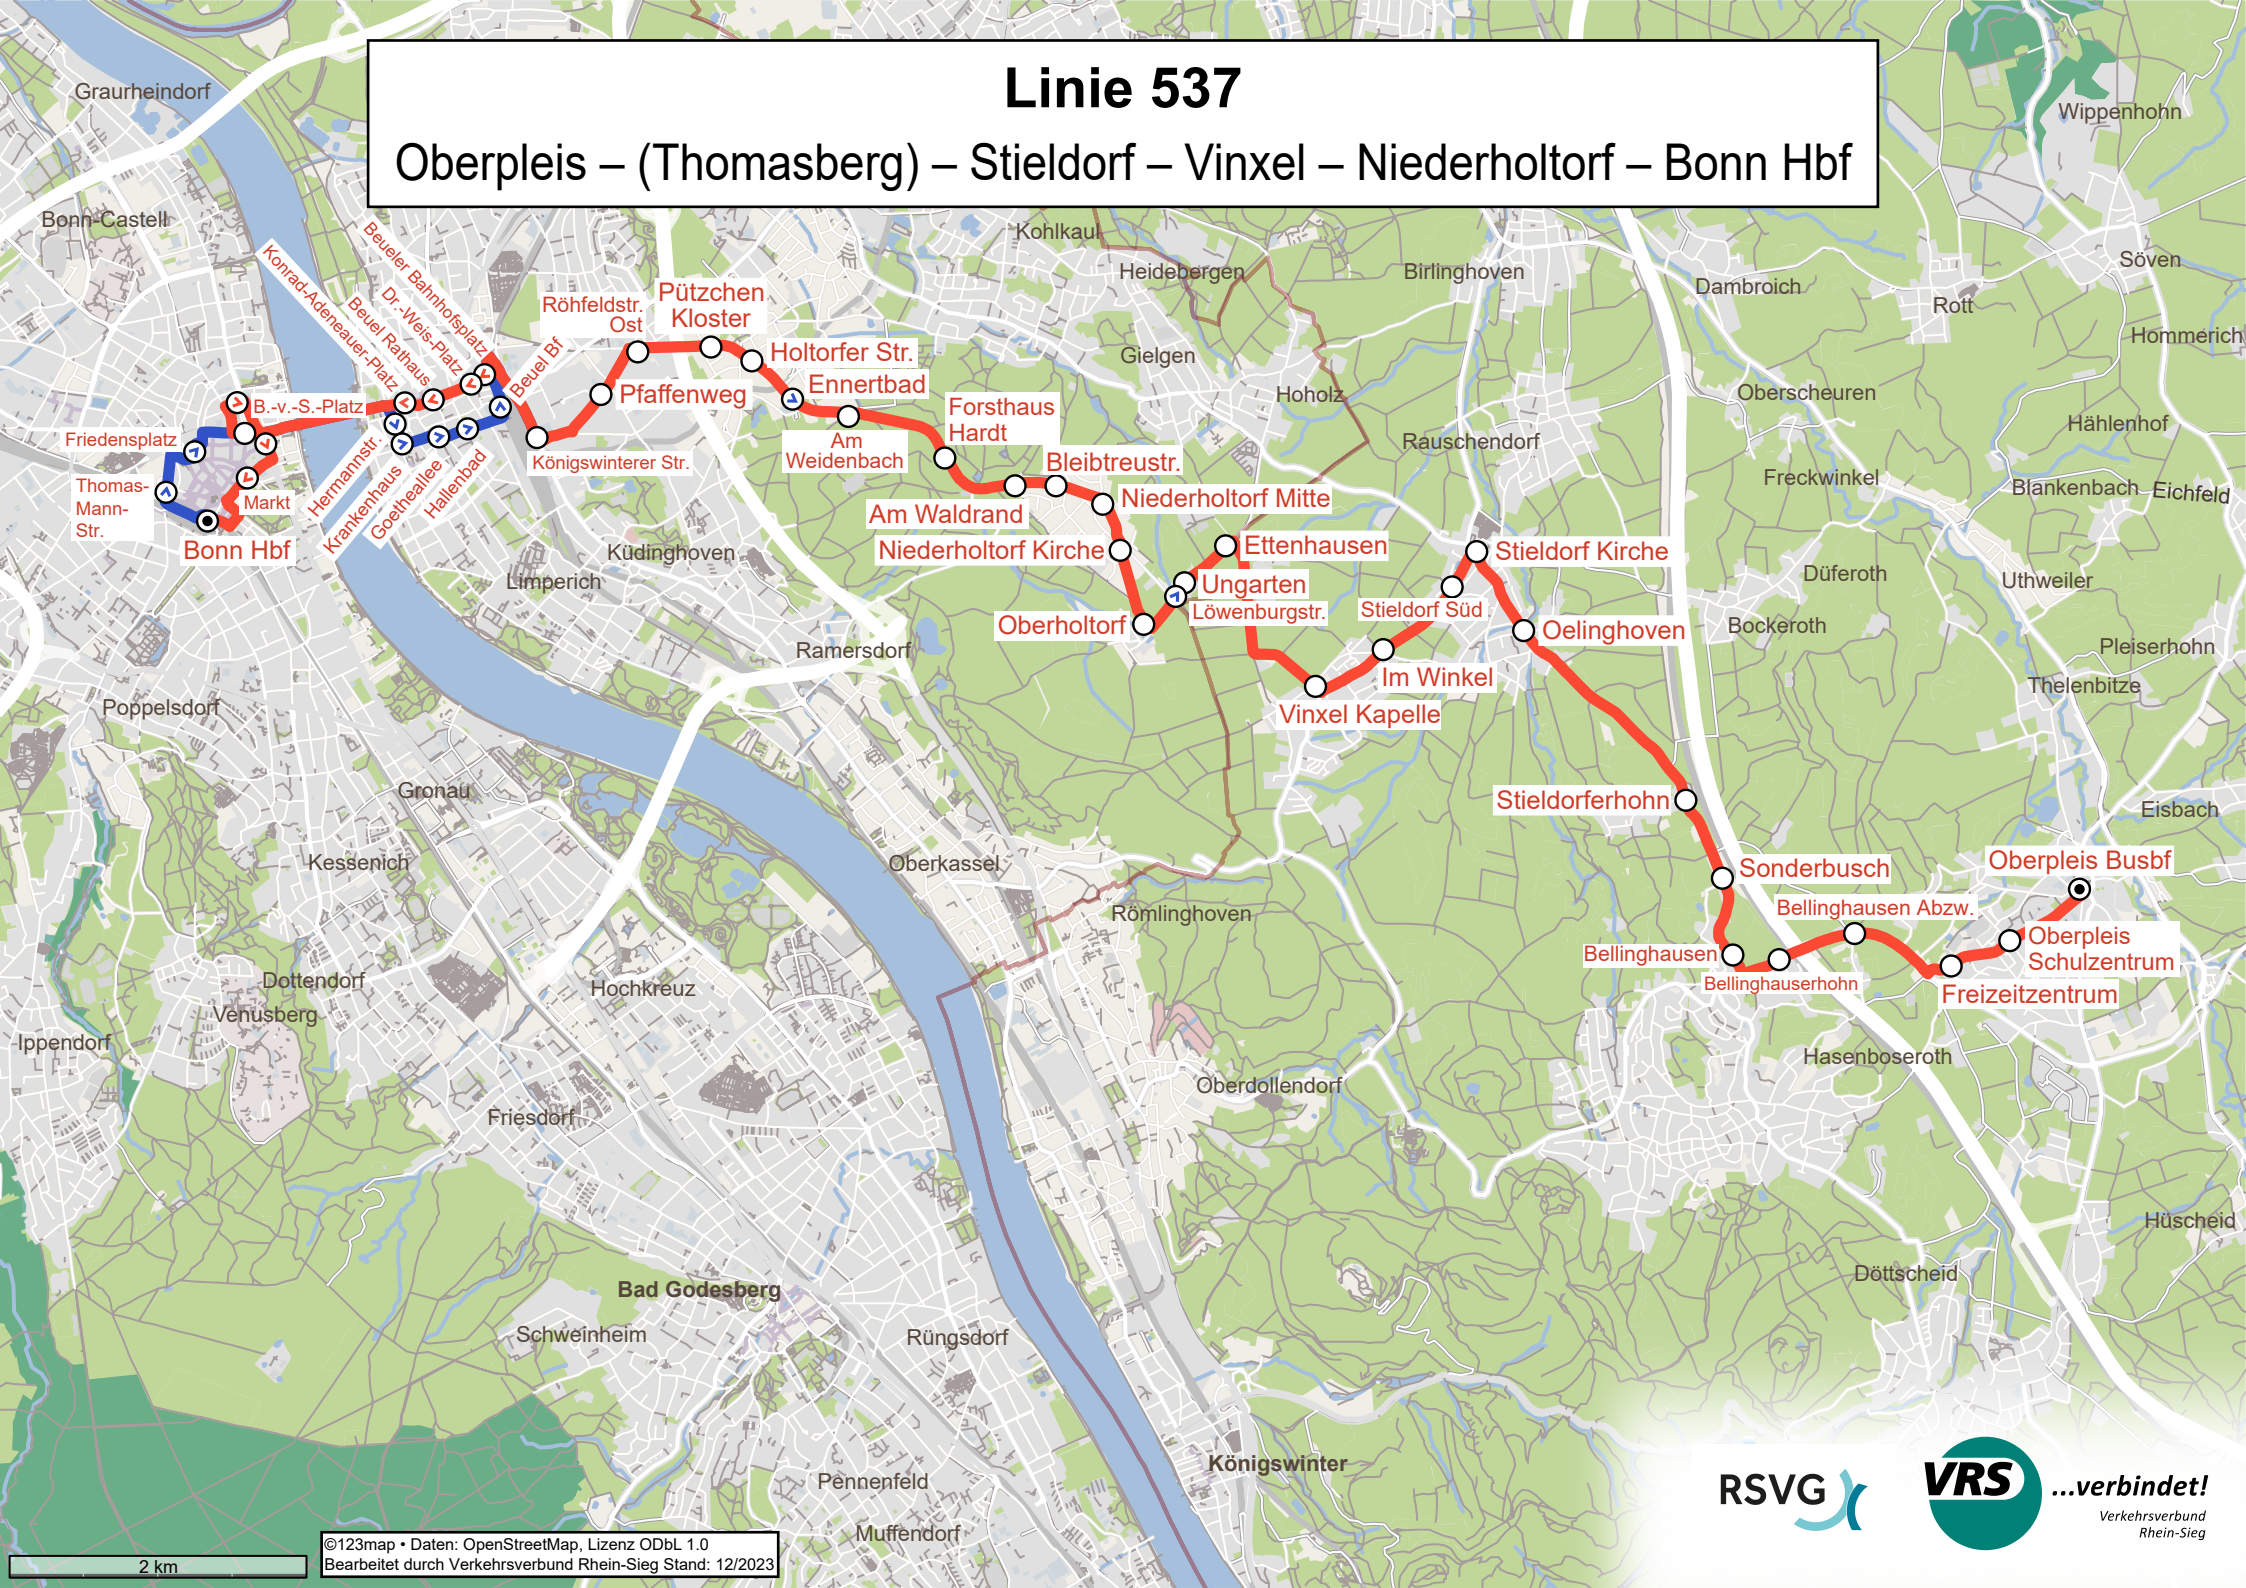 Linie 537
Oberpleis – (Thomasberg) – Stieldorf – Vinxel – Niederholtorf – Bonn Hbf
Graurheindorf
Wippenhohn
Bonn-Castell
Kohlkaul
Heidebergen
Birlinghoven
Dambroich
Söven
Rott
Hommerich
Gielgen
Hoholz
Oberscheuren
Hählenhof
Rauschendorf
Freckwinkel
Blankenbach
Eichfeld
Beueler Bahnhofsplatz
Dr.-Weis-Platz
Beuel Rathaus
Konrad-Adeneauer-Platz
Beuel Bf
Röhfeldstr.
Ost
Pützchen
Kloster
Holtorfer Str.
Ennertbad
Pfaffenweg
B.-v.-S.-Platz
Friedensplatz
Thomas-
Mann-
Str.
Markt
Bonn Hbf
Hermannstr.
Krankenhaus
Goetheallee
Hallenbad
Königswinterer Str.
Am
Weidenbach
Forsthaus
Hardt
Bleibtreustr.
Am Waldrand
Niederholtorf Mitte
Niederholtorf Kirche
Ettenhausen
Ungarten
Löwenburgstr.
Oberholtorf
Stieldorf Kirche
Stieldorf Süd
Oelinghoven
Im Winkel
Vinxel Kapelle
Küdinghoven
Limperich
Ramersdorf
Düferoth
Uthweiler
Bockeroth
Pleiserhohn
Thelenbitze
Poppelsdorf
Gronau
Stieldorferhohn
Eisbach
Kessenich
Oberkassel
Sonderbusch
Oberpleis Busbf
Römlinghoven
Bellinghausen Abzw.
Bellinghausen
Bellinghauserhohn
Oberpleis
Schulzentrum
Freizeitzentrum
Dottendorf
Venusberg
Hochkreuz
Ippendorf
Hasenboseroth
Oberdollendorf
Friesdorf
Hüscheid
Döttscheid
Bad Godesberg
Schweinheim
Rüngsdorf
Königswinter
Pennenfeld
Muffendorf
RSVG
VRS
...verbindet!
Verkehrsverbund
Rhein-Sieg
2 km
©123map • Daten: OpenStreetMap, Lizenz ODbL 1.0
Bearbeitet durch Verkehrsverbund Rhein-Sieg Stand: 12/2023